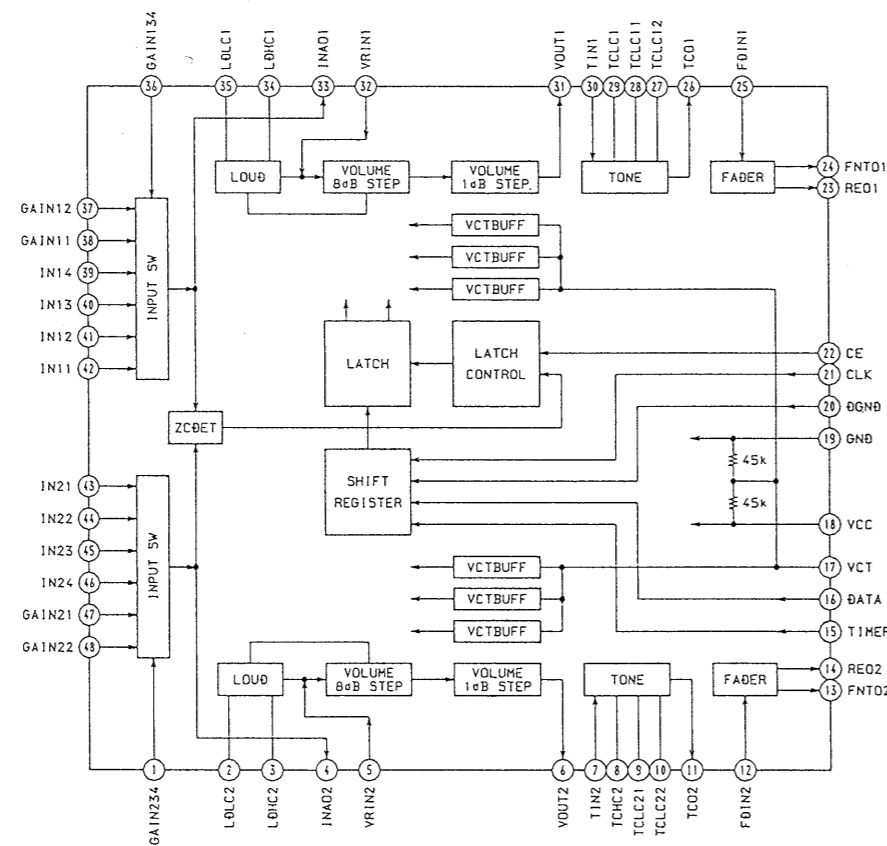 GAIN134
LOLC1
LOHC1
INAO1
VRIN1
VOUT1
TIN1
TCLC1
TCLC11
TCLC12
TCO1
FDIN1
36
35
34
33
32
31
30
29
28
27
26
25
LOUD
VOLUME
8dB STEP
VOLUME
1dB STEP.
TONE
FADER
24 FNTO1
23 REO1
GAIN12 37
GAIN11 38
IN14 39
IN13 40
IN12 41
IN11 42
INPUT SW
VCTBUFF
VCTBUFF
VCTBUFF
LATCH
LATCH
CONTROL
22 CE
21 CLK
20 DGND
19 GND
ZCDET
45k
45k
SHIFT
REGISTER
18 VCC
17 VCT
16 DATA
15 TIMER
IN21 43
IN22 44
IN23 45
IN24 46
GAIN21 47
GAIN22 48
INPUT SW
VCTBUFF
VCTBUFF
VCTBUFF
LOUD
VOLUME
8dB STEP
VOLUME
1dB STEP
TONE
FADER
14 REO2
13 FNTO2
1
2
3
4
5
6
7
8
9
10
11
12
GAIN234
LOLC2
LOHC2
INAO2
VRIN2
VOUT2
TIN2
TCHC2
TCLC21
TCLC22
TCO2
FDIN2